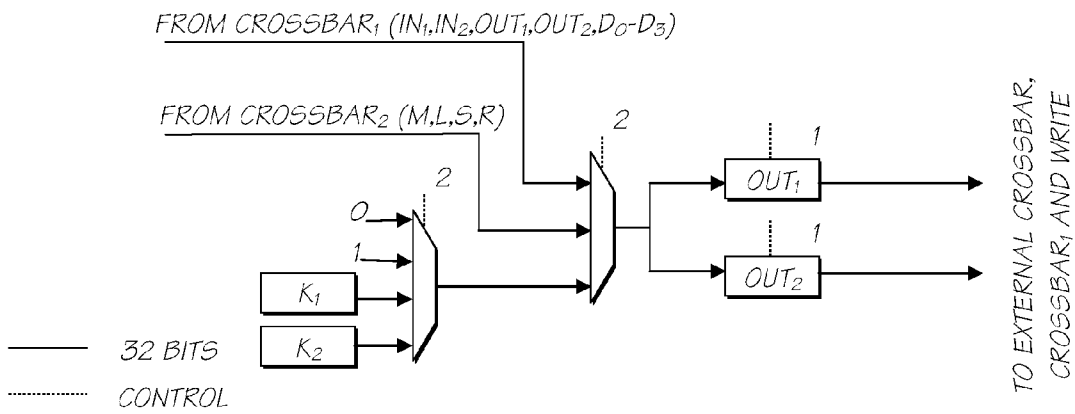 FROM CROSSBAR₁ (IN₁,IN₂,OUT₁,OUT₂,D₀-D₃)
FROM CROSSBAR₂ (M,L,S,R)
2
2
0
1
K₁
K₂
1
OUT₁
1
OUT₂
TO EXTERNAL CROSSBAR,
CROSSBAR₁ AND WRITE
32 BITS
CONTROL